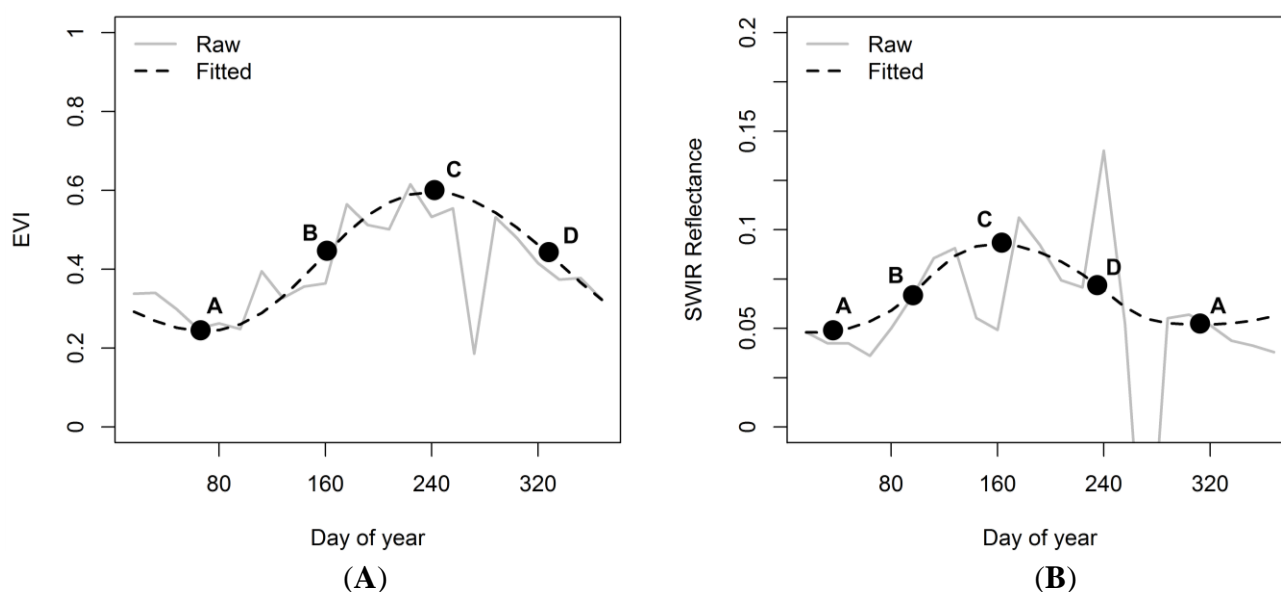 1
0.8
0.6
0.4
0.2
0
EVI
Raw
Fitted
A
B
C
D
80
160
240
320
Day of year
(A)
0.2
0.15
0.1
0.05
0
SWIR Reflectance
Raw
Fitted
A
B
C
D
A
80
160
240
320
Day of year
(B)